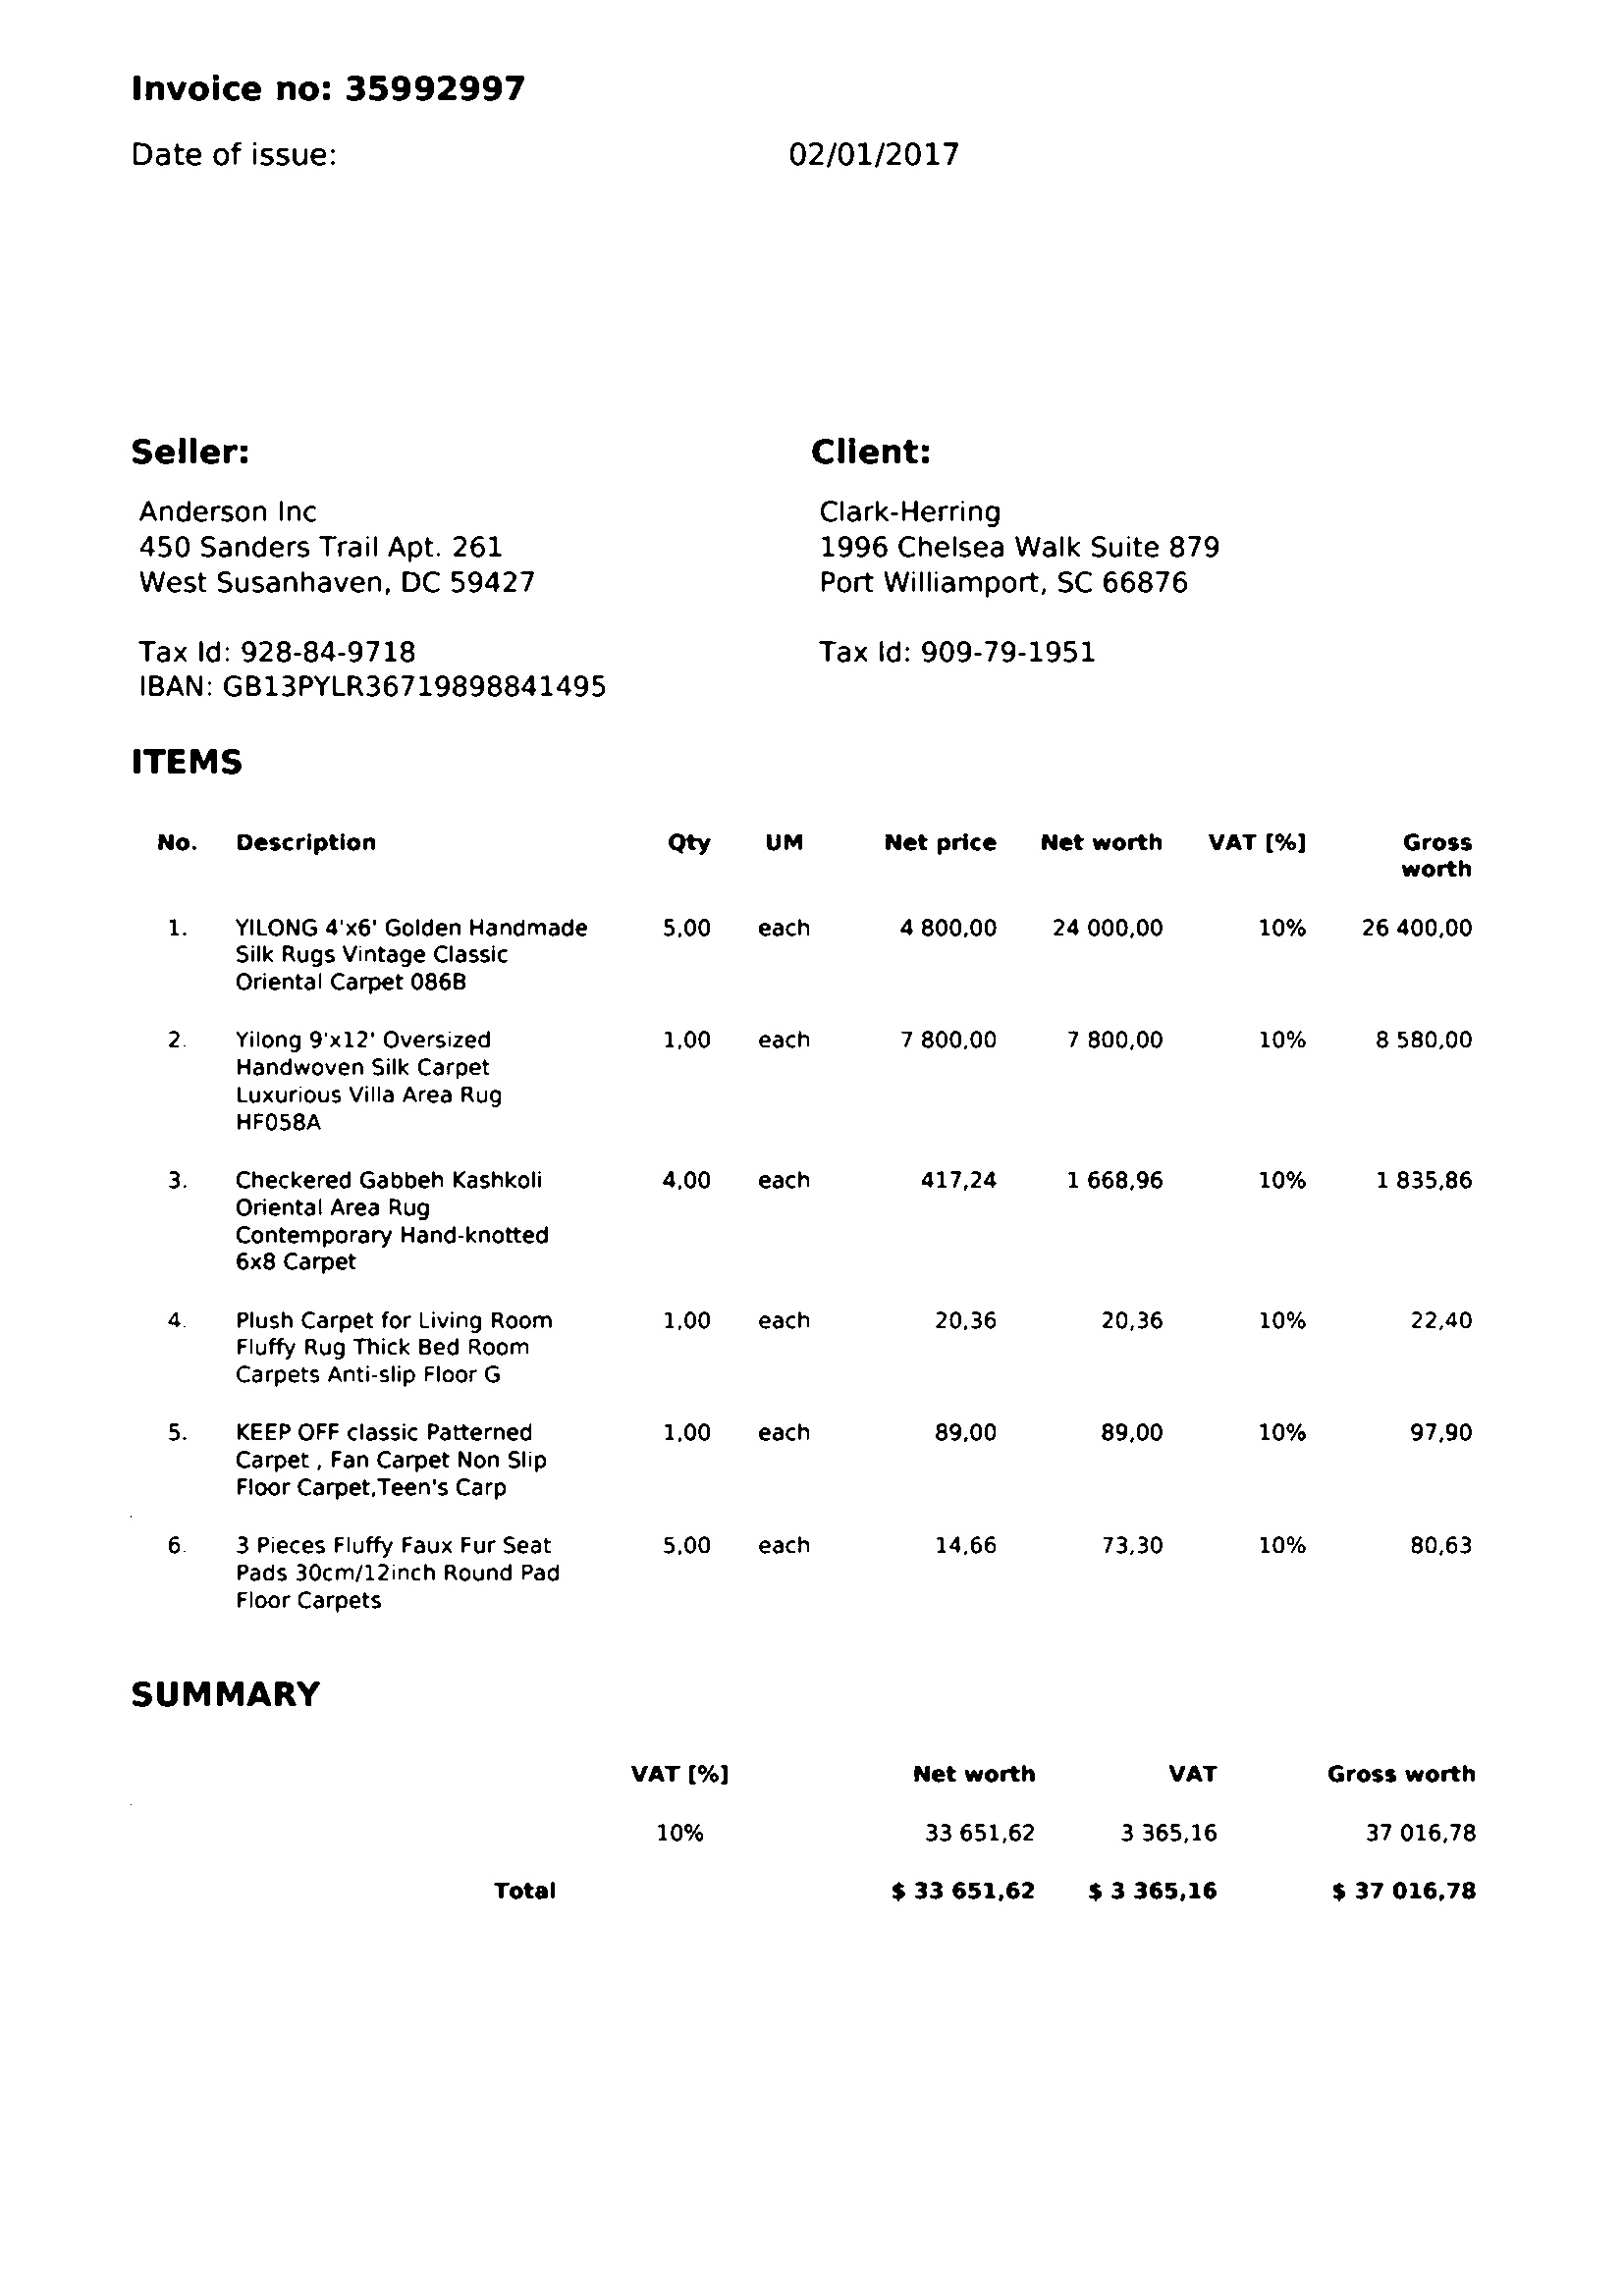 Invoice no: 35992997
Date of issue: 02/01/2017
Seller:
Anderson Inc
450 Sanders Trail Apt. 261
West Susanhaven, DC 59427
Tax Id: 928-84-9718
IBAN: GB13PYLR36719898841495
Client:
Clark-Herring
1996 Chelsea Walk Suite 879
Port Williamport, SC 66876
Tax Id: 909-79-1951
ITEMS
No. Description Qty UM Net price Net worth VAT [%] Gross
worth
1. YILONG 4'x6' Golden Handmade 5,00 each 4 800,00 24 000,00 10% 26 400,00
Silk Rugs Vintage Classic
Oriental Carpet 086B
2. Yilong 9'x12' Oversized 1,00 each 7 800,00 7 800,00 10% 8 580,00
Handwoven Silk Carpet
Luxurious Villa Area Rug
HF058A
3. Checkered Gabbeh Kashkoli 4,00 each 417,24 1 668,96 10% 1 835,86
Oriental Area Rug
Contemporary Hand-knotted
6x8 Carpet
4. Plush Carpet for Living Room 1,00 each 20,36 20,36 10% 22,40
Fluffy Rug Thick Bed Room
Carpets Anti-slip Floor G
5. KEEP OFF classic Patterned 1,00 each 89,00 89,00 10% 97,90
Carpet , Fan Carpet Non Slip
Floor Carpet,Teen's Carp
6. 3 Pieces Fluffy Faux Fur Seat 5,00 each 14,66 73,30 10% 80,63
Pads 30cm/12inch Round Pad
Floor Carpets
SUMMARY
VAT [%] Net worth VAT Gross worth
10% 33 651,62 3 365,16 37 016,78
Total $ 33 651,62 $ 3 365,16 $ 37 016,78